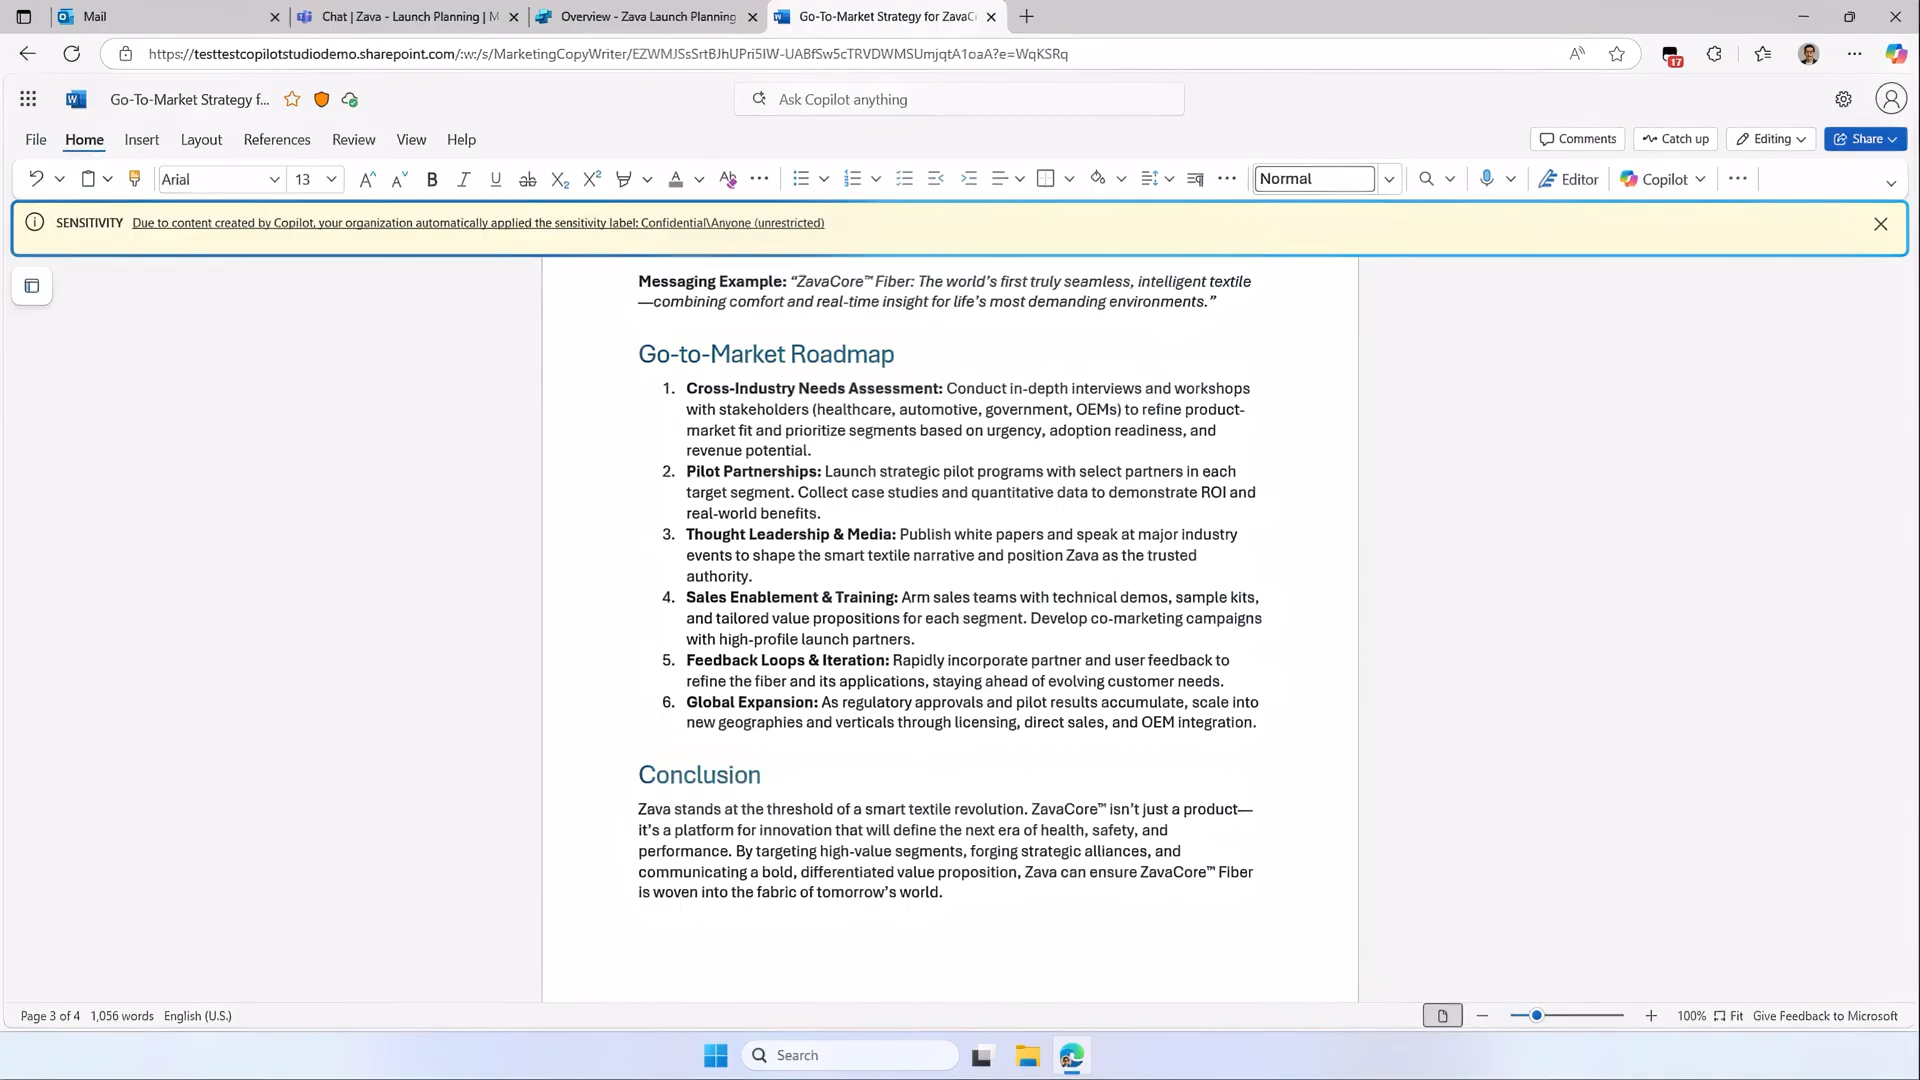 Mail
Chat | Zava - Launch Planning | M
Overview - Zava Launch Planning
Go-To-Market Strategy for ZavaC
https://testtestcopilotstudiodemo.sharepoint.com/:w:/s/MarketingCopyWriter/EZWMJSsSrtBJhUPri5IW-UABfSw5cTRVDWMSUmjqtA1oaA?e=WqKSRq
17
Go-To-Market Strategy f...
Ask Copilot anything
File Home Insert Layout References Review View Help
Comments Catch up Editing Share
Arial 13 Normal Editor Copilot
SENSITIVITY Due to content created by Copilot, your organization automatically applied the sensitivity label: Confidential\Anyone (unrestricted)
Messaging Example: “ZavaCore™ Fiber: The world’s first truly seamless, intelligent textile
—combining comfort and real-time insight for life’s most demanding environments.”
Go-to-Market Roadmap
1. Cross-Industry Needs Assessment: Conduct in-depth interviews and workshops
with stakeholders (healthcare, automotive, government, OEMs) to refine product-
market fit and prioritize segments based on urgency, adoption readiness, and
revenue potential.
2. Pilot Partnerships: Launch strategic pilot programs with select partners in each
target segment. Collect case studies and quantitative data to demonstrate ROI and
real-world benefits.
3. Thought Leadership & Media: Publish white papers and speak at major industry
events to shape the smart textile narrative and position Zava as the trusted
authority.
4. Sales Enablement & Training: Arm sales teams with technical demos, sample kits,
and tailored value propositions for each segment. Develop co-marketing campaigns
with high-profile launch partners.
5. Feedback Loops & Iteration: Rapidly incorporate partner and user feedback to
refine the fiber and its applications, staying ahead of evolving customer needs.
6. Global Expansion: As regulatory approvals and pilot results accumulate, scale into
new geographies and verticals through licensing, direct sales, and OEM integration.
Conclusion
Zava stands at the threshold of a smart textile revolution. ZavaCore™ isn’t just a product—
it’s a platform for innovation that will define the next era of health, safety, and
performance. By targeting high-value segments, forging strategic alliances, and
communicating a bold, differentiated value proposition, Zava can ensure ZavaCore™ Fiber
is woven into the fabric of tomorrow’s world.
Page 3 of 4 1,056 words English (U.S.)
100% Fit Give Feedback to Microsoft
Search